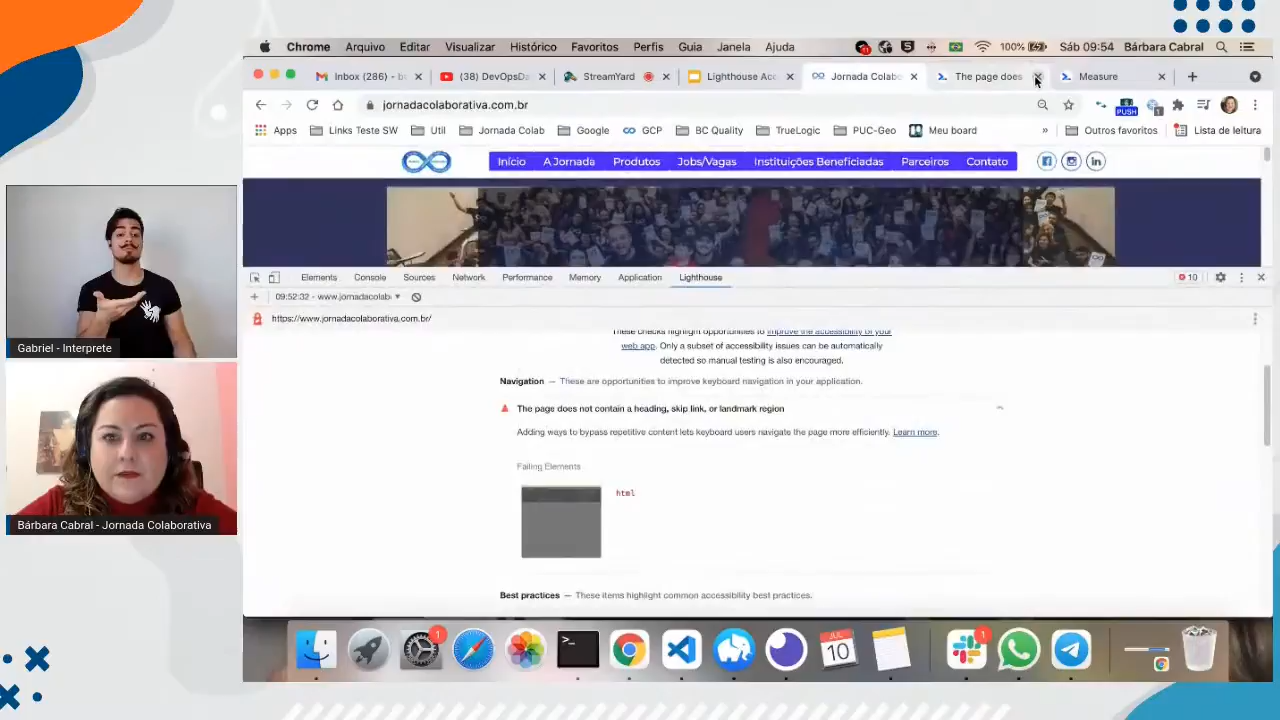 Chrome Arquivo Editar Visualizar Histórico Favoritos Perfis Guia Janela Ajuda 100% Sáb 09:54 Bárbara Cabral
Inbox (286) - b
(38) DevOpsDa
StreamYard
Lighthouse Acc
Jornada Colabo
The page does
Measure
jornadacolaborativa.com.br
PUSH
Apps Links Teste SW Util Jornada Colab Google GCP BC Quality TrueLogic PUC-Geo Meu board » Outros favoritos Lista de leitura
Início A Jornada Produtos Jobs/Vagas Instituições Beneficiadas Parceiros Contato
Elements Console Sources Network Performance Memory Application Lighthouse 10
09:52:32 - www.jornadacolab
https://www.jornadacolaborativa.com.br/
These checks highlight opportunities to improve the accessibility of your
web app. Only a subset of accessibility issues can be automatically
detected so manual testing is also encouraged.
Navigation — These are opportunities to improve keyboard navigation in your application.
The page does not contain a heading, skip link, or landmark region
Adding ways to bypass repetitive content lets keyboard users navigate the page more efficiently. Learn more.
Failing Elements
html
Best practices — These items highlight common accessibility best practices.
Gabriel - Interprete
Bárbara Cabral - Jornada Colaborativa
1
JUL
10
1